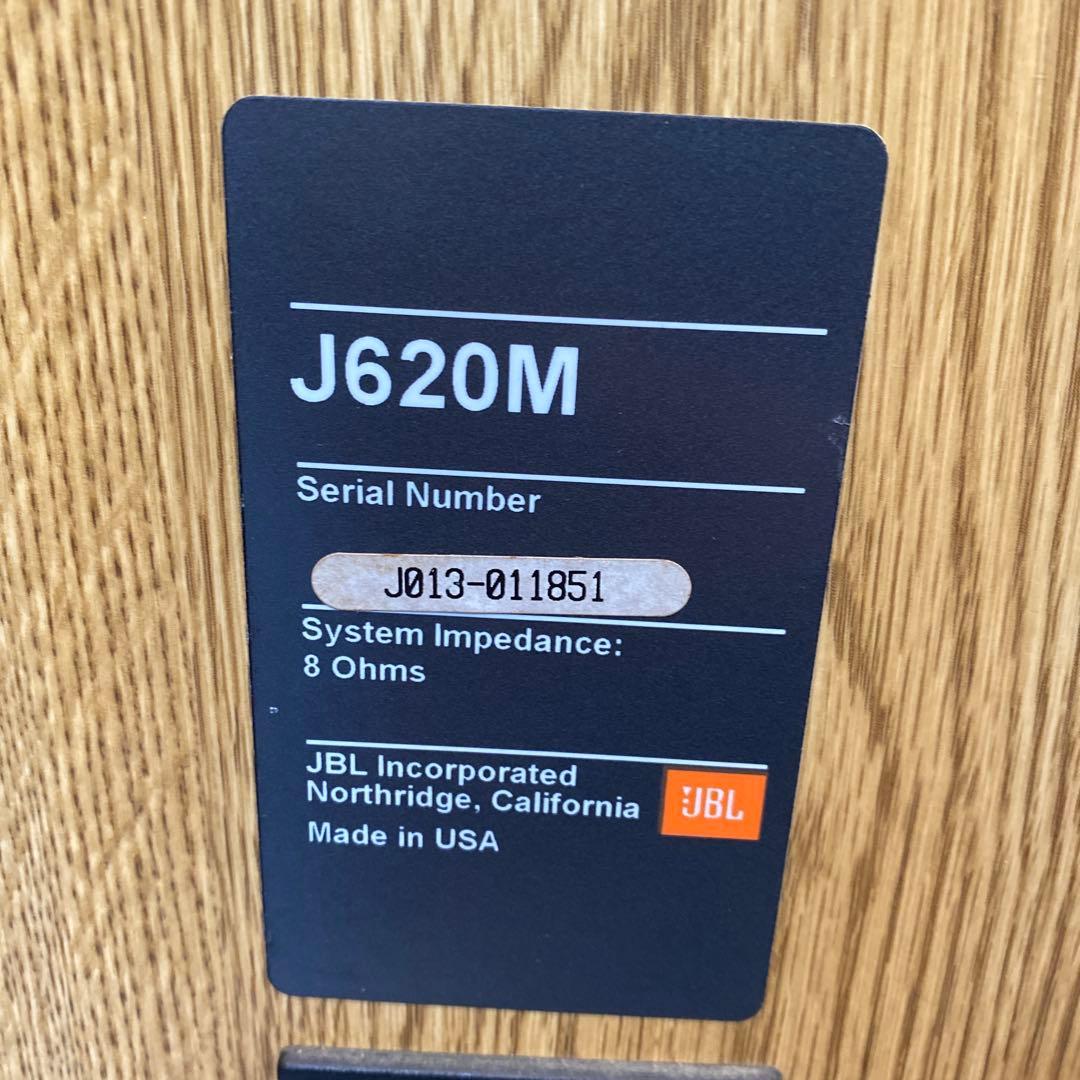 J620M
Serial Number
J013-011851
System Impedance:
8 Ohms
JBL Incorporated
Northridge, California
Made in USA
JBL